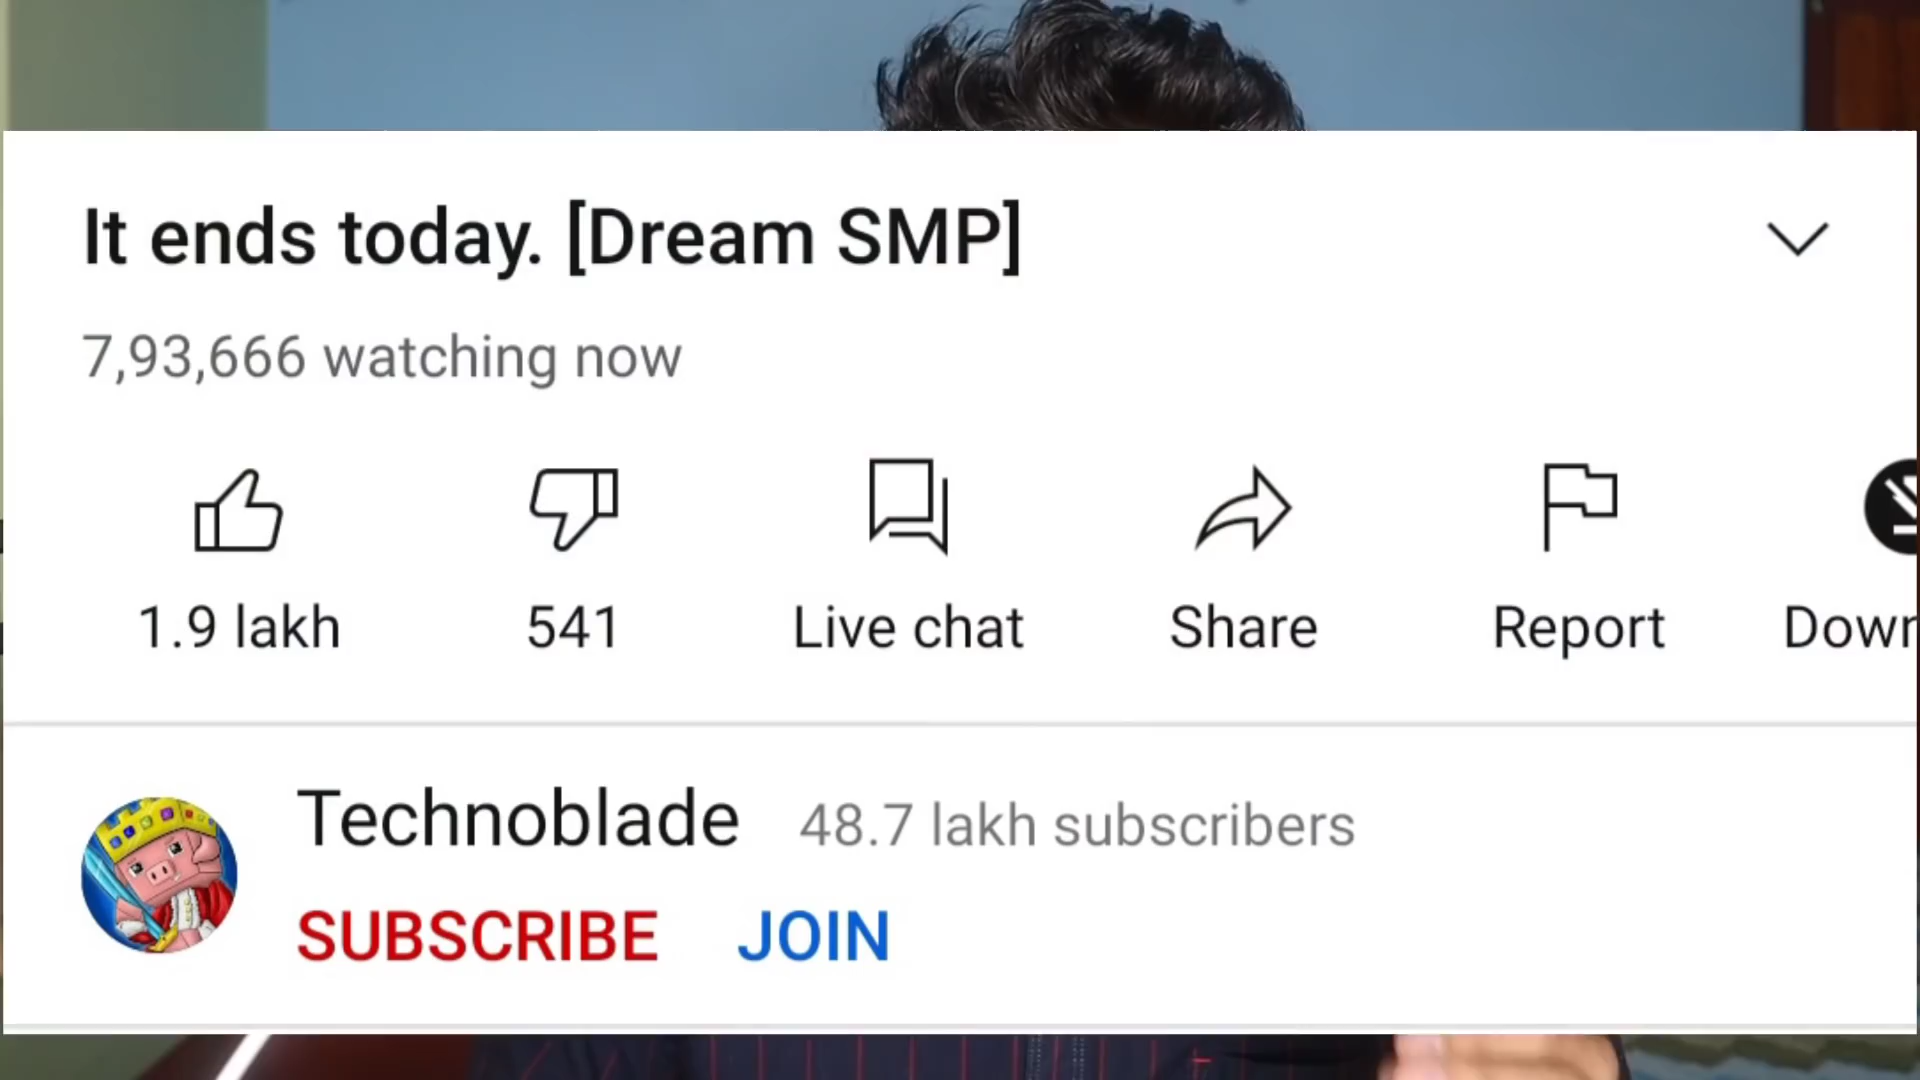 It ends today. [Dream SMP]
7,93,666 watching now
1.9 lakh 541 Live chat Share Report Down
Technoblade 48.7 lakh subscribers
SUBSCRIBE JOIN